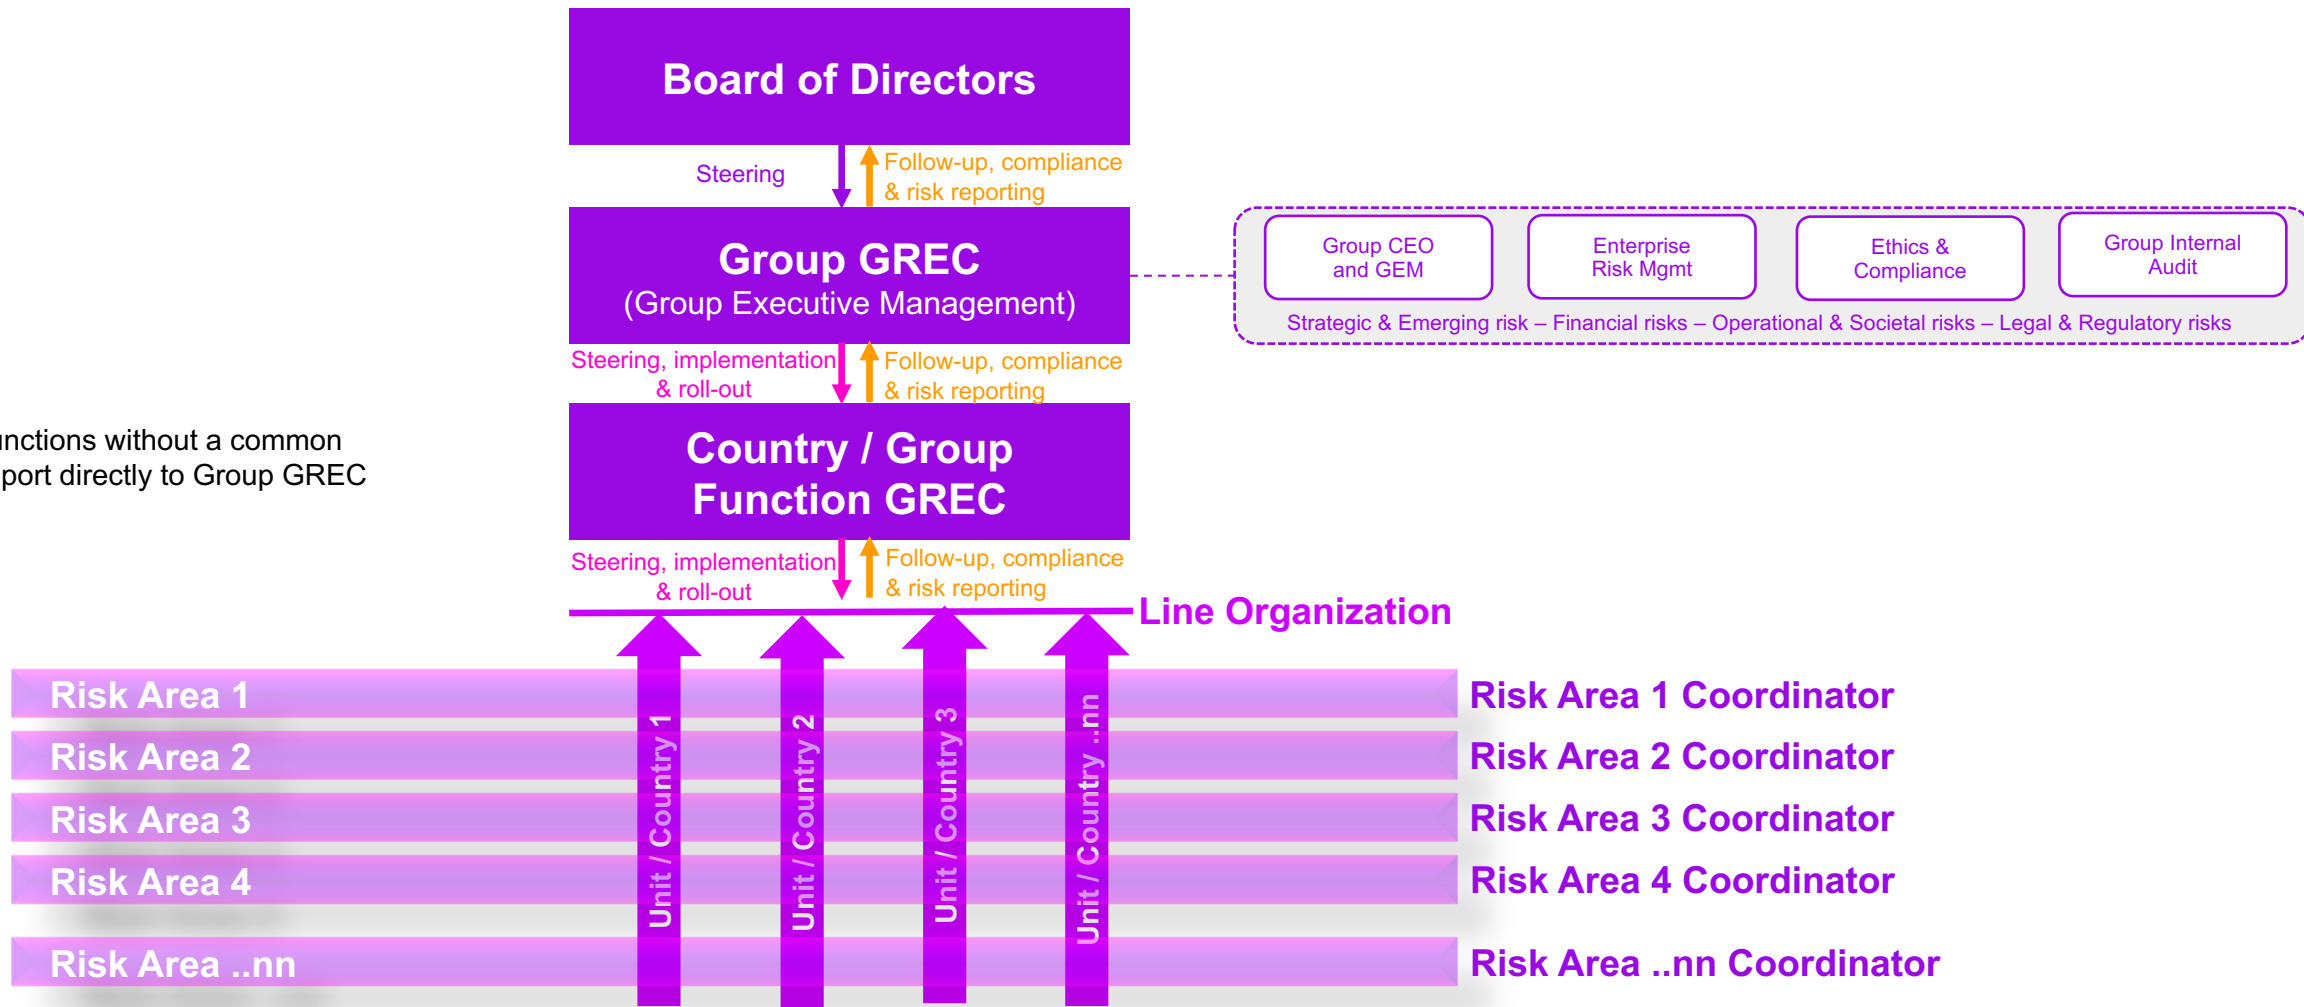 Board of Directors
Steering
Follow-up, compliance
& risk reporting
Group GREC
(Group Executive Management)
Group CEO
and GEM
Enterprise
Risk Mgmt
Ethics &
Compliance
Group Internal
Audit
Strategic & Emerging risk – Financial risks – Operational & Societal risks – Legal & Regulatory risks
Steering, implementation
& roll-out
Follow-up, compliance
& risk reporting
without a common
directly to Group GREC
Country / Group
Function GREC
Steering, implementation
& roll-out
Follow-up, compliance
& risk reporting
Line Organization
Unit / Country 1
Unit / Country 2
Unit / Country 3
Unit / Country ..nn
Risk Area 1
Risk Area 1 Coordinator
Risk Area 2
Risk Area 2 Coordinator
Risk Area 3
Risk Area 3 Coordinator
Risk Area 4
Risk Area 4 Coordinator
Risk Area ..nn
Risk Area ..nn Coordinator